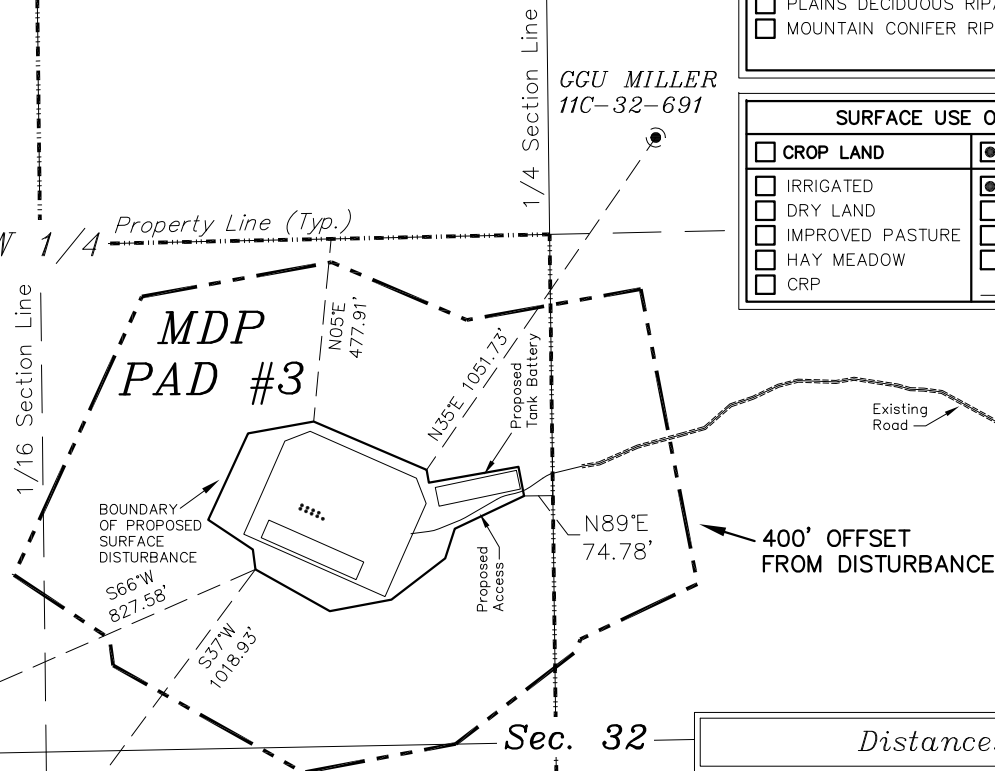 PLAINS DECIDUOUS
MOUNTAIN CONIFER RIP
1/4 Section Line
GGU MILLER
11C-32-691
SURFACE USE
CROP LAND
IRRIGATED
DRY LAND
IMPROVED PASTURE
HAY MEADOW
CRP
1/4
Property Line (Typ.)
1/16 Section Line
MDP
PAD #3
N05°E
477.91'
N35°E 1051.73'
Proposed
Tank Battery
Existing
Road
BOUNDARY
OF PROPOSED
SURFACE
DISTURBANCE
N89°E
74.78'
400' OFFSET
FROM DISTURBANCE
Proposed
Access
S66°W
827.58'
S37°W
1018.93'
Sec. 32
Distance